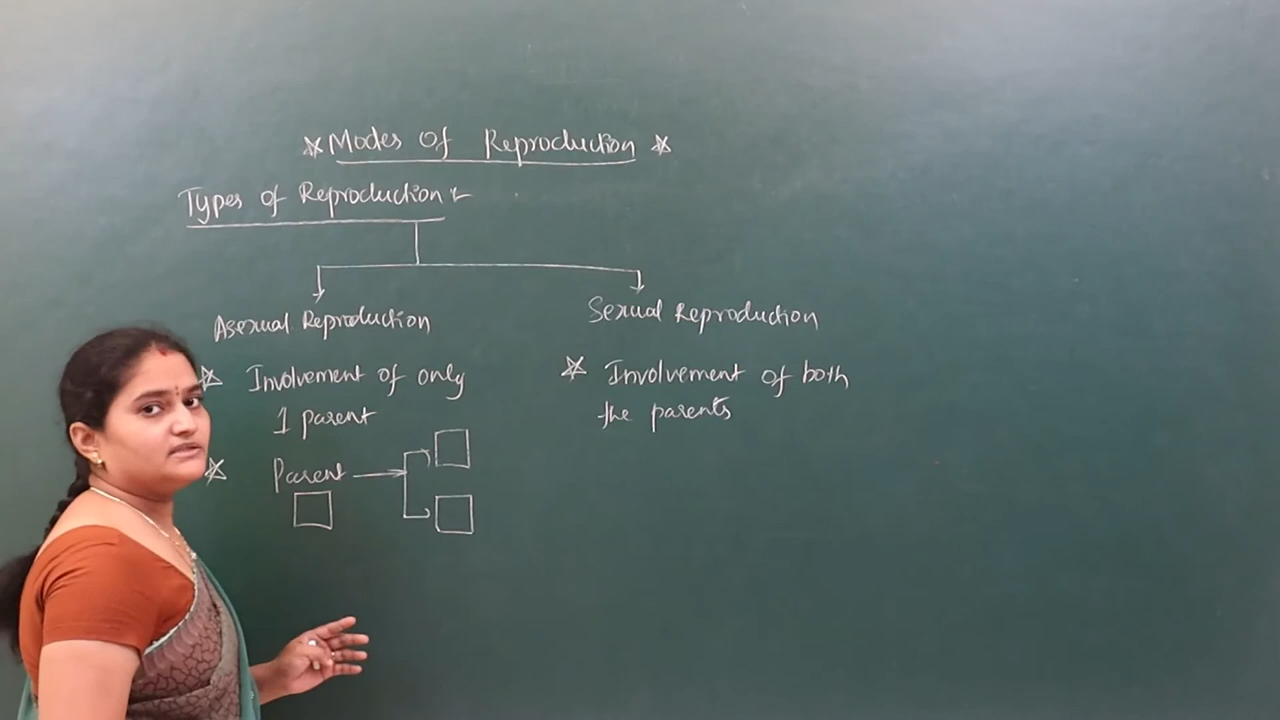 Modes of Reproduction
Types of Reproduction:-
Asexual Reproduction
Sexual Reproduction
Involvement of only
1 parent
Involvement of both
the parents
Parent